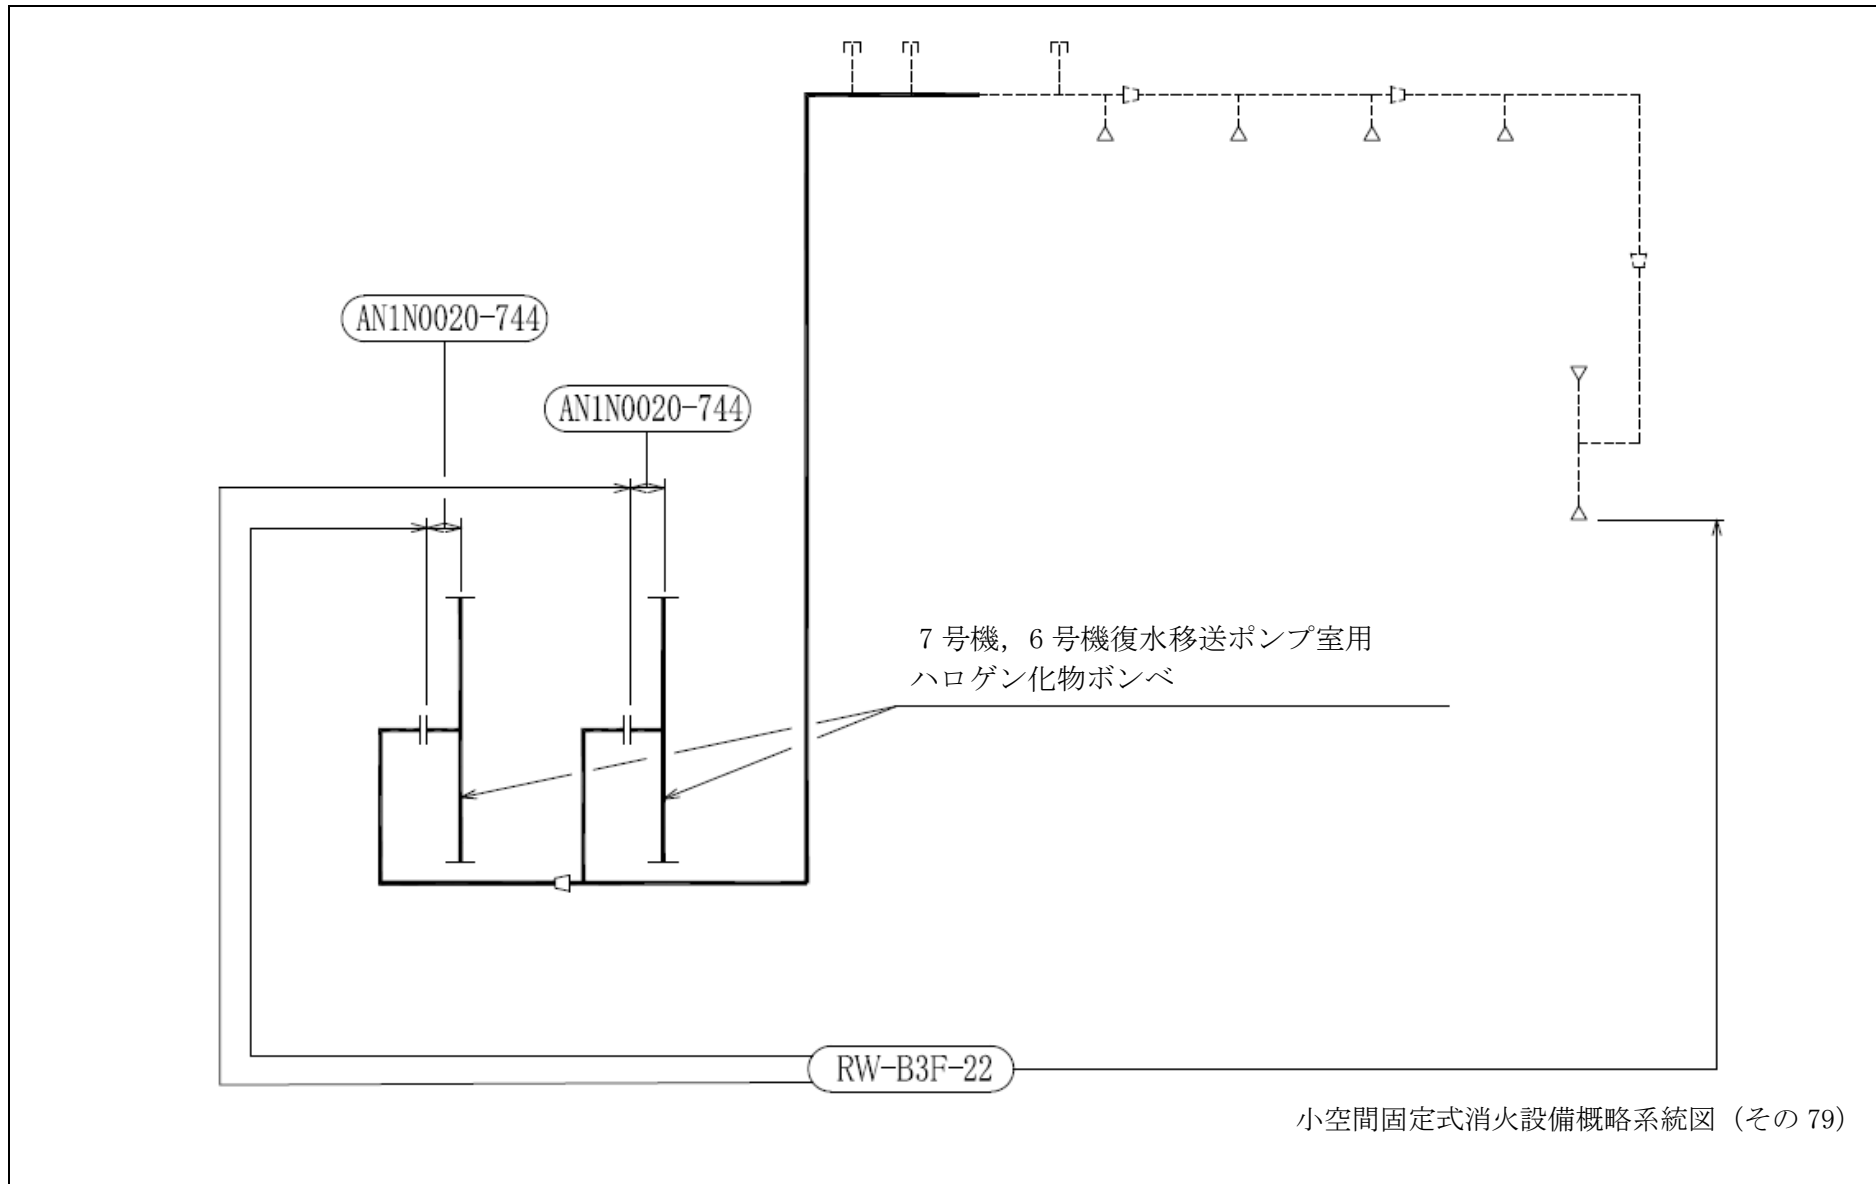 AN1N0020-744
AN1N0020-744
7号機，6号機復水移送ポンプ室用
ハロゲン化物ボンベ
RW-B3F-22
小空間固定式消火設備概略系統図（その 79）